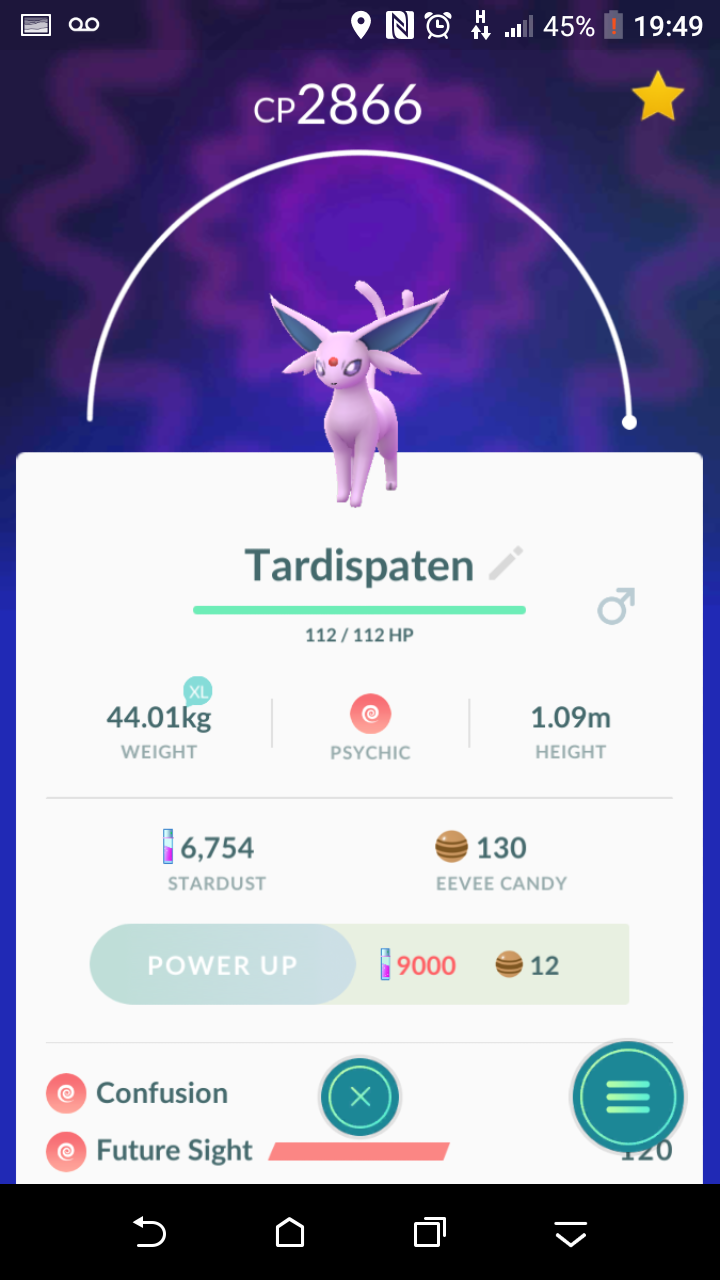 H 45% 19:49
CP2866
Tardispaten
112 / 112 HP
XL
44.01kg 1.09m
WEIGHT PSYCHIC HEIGHT
6,754 130
STARDUST EEVEE CANDY
POWER UP 9000 12
Confusion
Future Sight 120